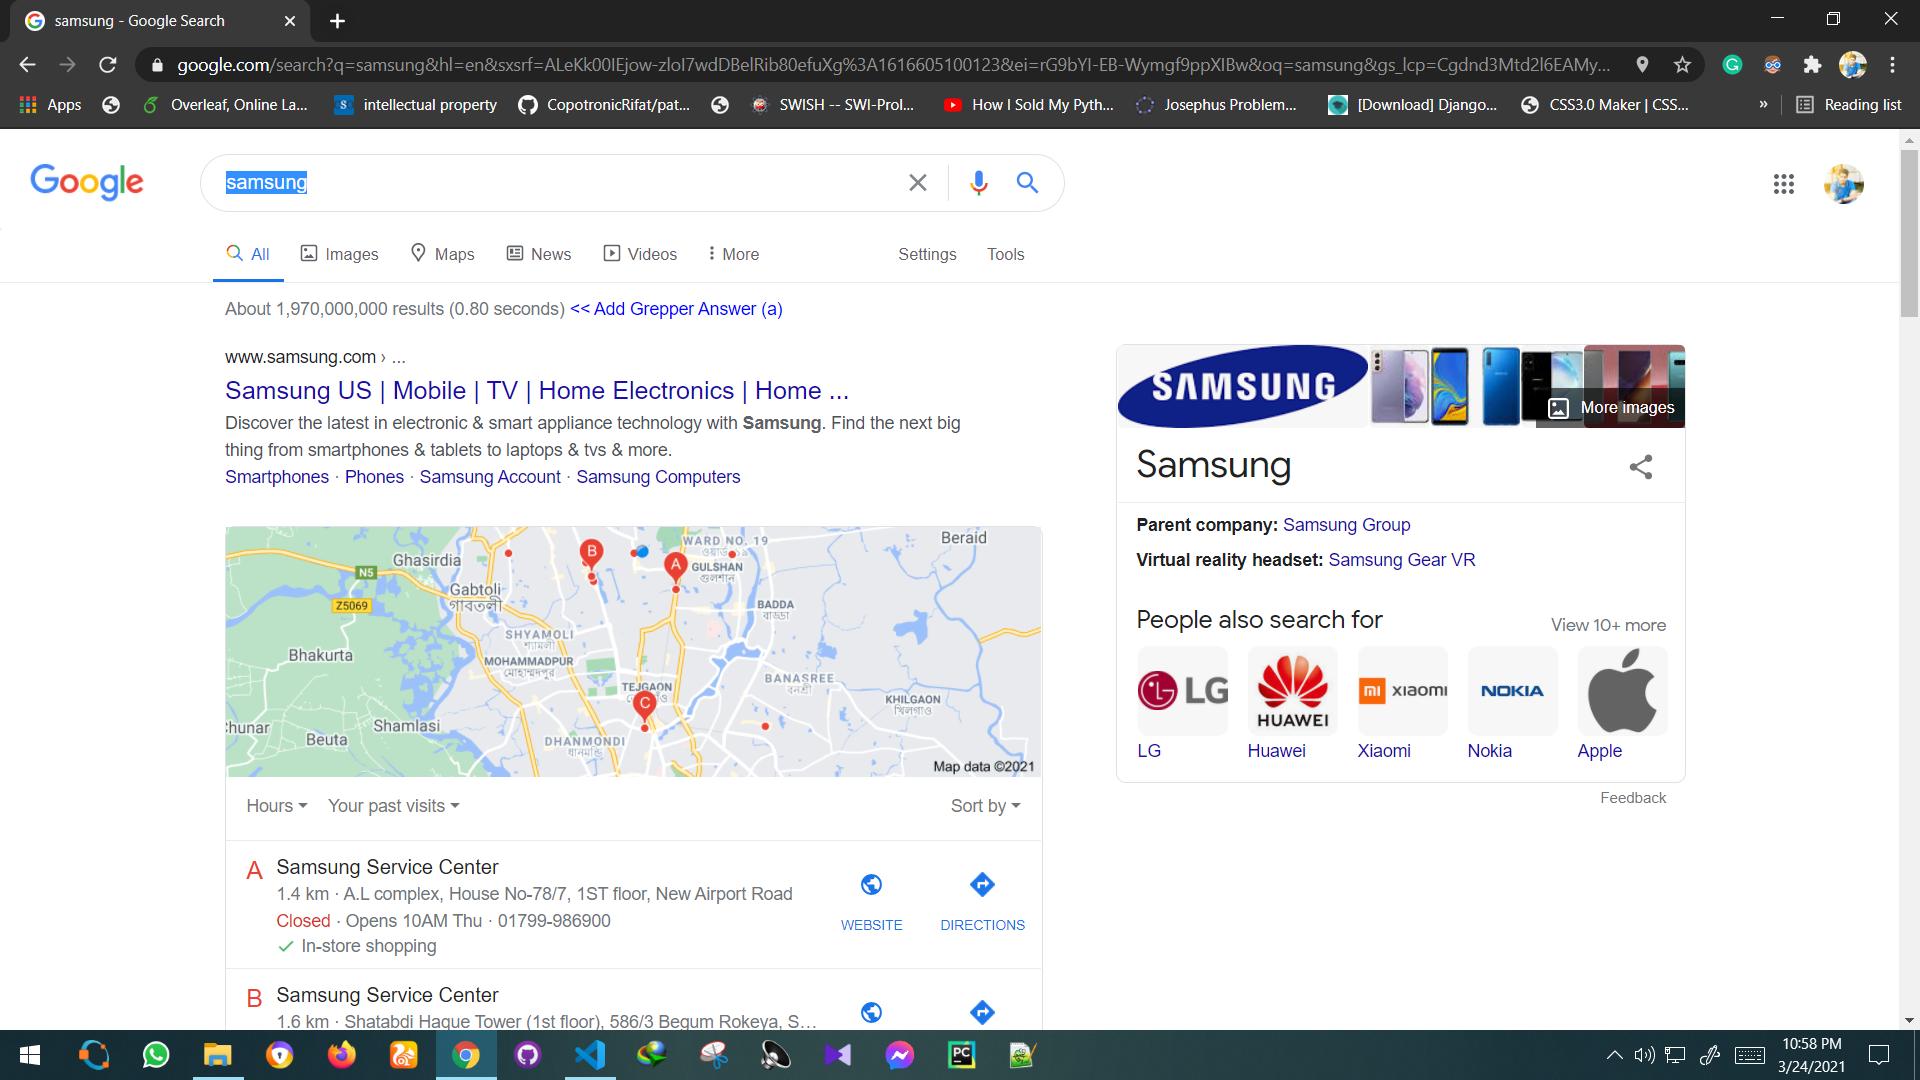 samsung - Google Search
google.com/search?q=samsung&hl=en&sxsrf=ALeKk00IEjow-zloI7wdDBelRib80efuXg%3A1616605100123&ei=rG9bYI-EB-Wymgf9ppXIBw&oq=samsung&gs_lcp=Cgdnd3Mtd2l6EAMy...
Apps
Overleaf, Online La...
intellectual property
CopotronicRifat/pat...
SWISH -- SWI-Prol...
How I Sold My Pyth...
Josephus Problem...
[Download] Django...
CSS3.0 Maker | CSS...
»
Reading list
Google
samsung
All Images Maps News Videos More Settings Tools
About 1,970,000,000 results (0.80 seconds) << Add Grepper Answer (a)
www.samsung.com › ...
Samsung US | Mobile | TV | Home Electronics | Home ...
Discover the latest in electronic & smart appliance technology with Samsung. Find the next big
thing from smartphones & tablets to laptops & tvs & more.
Smartphones · Phones · Samsung Account · Samsung Computers
WARD NO. 19
ওয়ার্ড ১৯
Beraid
Ghasirdia
B
A
GULSHAN
গুলশান
N5
Gabtoli
গাবতলী
Z5069
BADDA
বাড্ডা
SHYAMOLI
শ্যামলী
Bhakurta
MOHAMMADPUR
মোহাম্মদপুর
BANASREE
বনশ্রী
TEJGAON
C
KHILGAON
খিলগাঁও
Shamlasi
hunar
Beuta
DHANMONDI
ধানমন্ডি
Map data ©2021
Hours Your past visits Sort by
A Samsung Service Center
1.4 km · A.L complex, House No-78/7, 1ST floor, New Airport Road
Closed · Opens 10AM Thu · 01799-986900
In-store shopping
WEBSITE DIRECTIONS
B Samsung Service Center
1.6 km · Shatabdi Haque Tower (1st floor), 586/3 Begum Rokeya, S...
SAMSUNG
More images
Samsung
Parent company: Samsung Group
Virtual reality headset: Samsung Gear VR
People also search for
View 10+ more
LG
HUAWEI
mi xiaomi
NOKIA
LG Huawei Xiaomi Nokia Apple
Feedback
PC
10:58 PM
3/24/2021